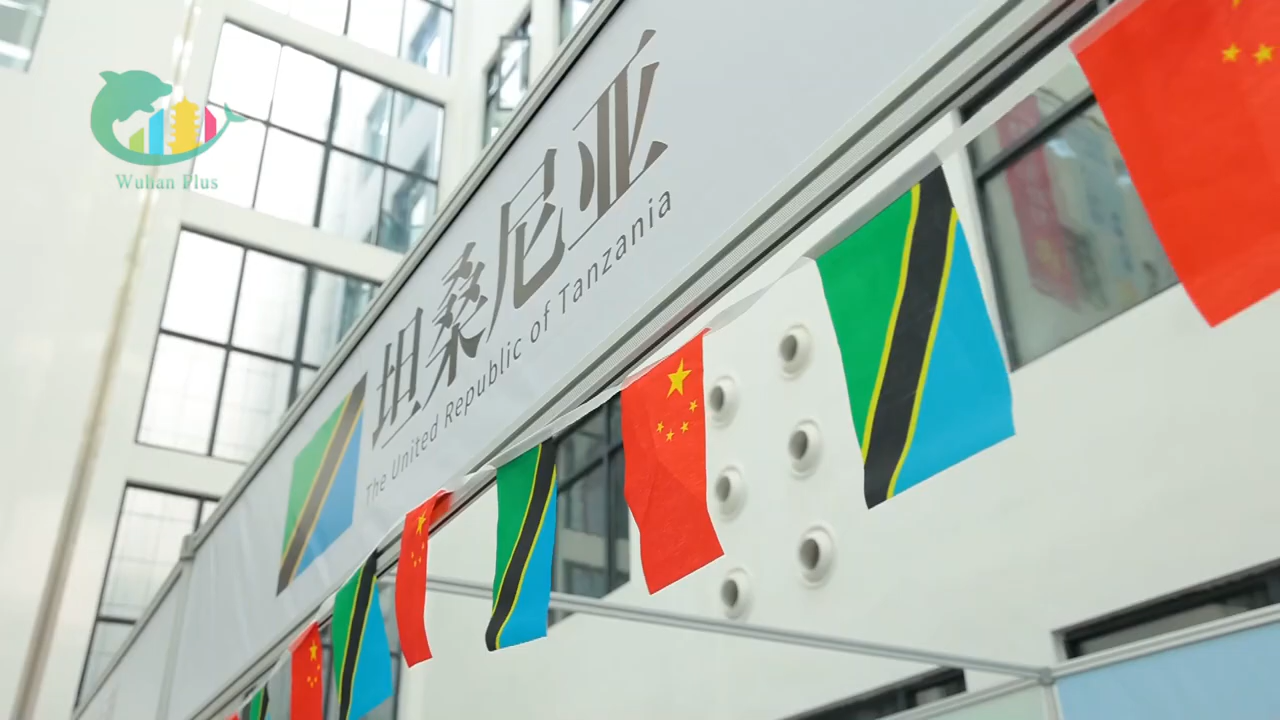 Wuhan Plus
坦桑尼亚
The United Republic of Tanzania